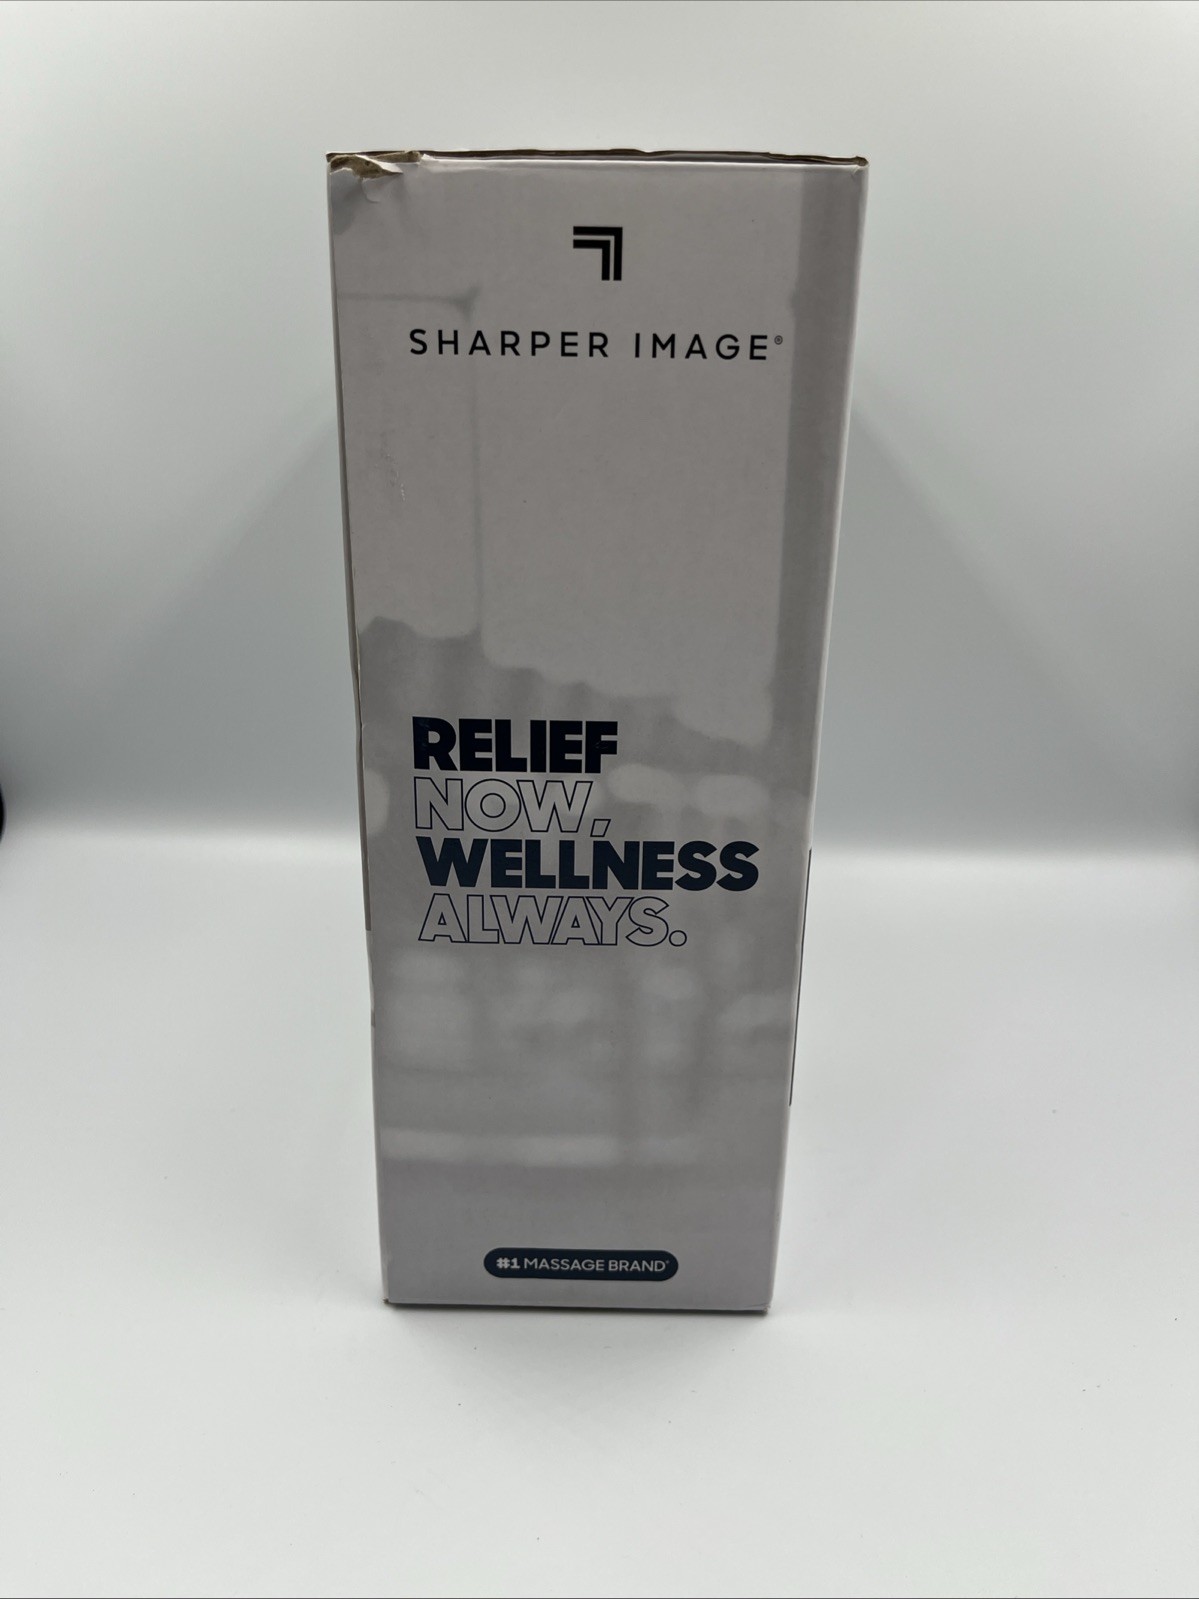 SHARPER IMAGE®
RELIEF
NOW,
WELLNESS
ALWAYS.
#1 MASSAGE BRAND*